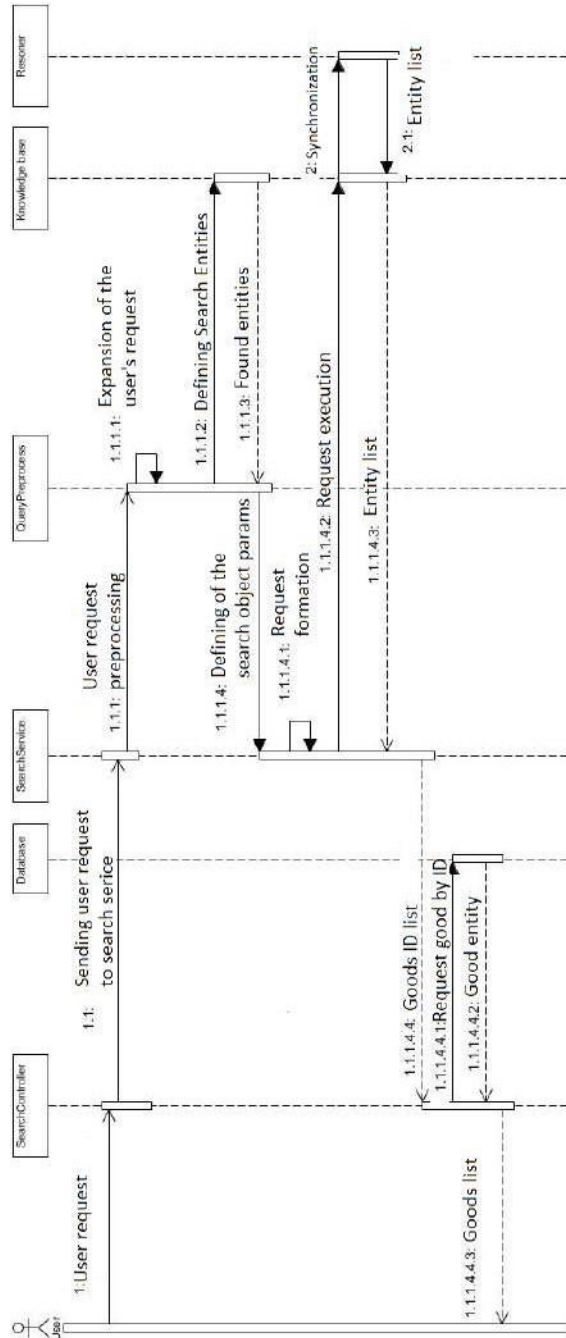 User
SearchController
Database
SearchService
QueryPreprocess
Knowledge base
Resoner
1:User request
1.1: Sending user request
to search serice
User request
1.1.1: preprocessing
1.1.1.1: Expansion of the
user's request
1.1.1.2: Defining Search Entities
1.1.1.3: Found entities
1.1.1.4: Defining of the
search object params
1.1.1.4.1: Request
formation
1.1.1.4.2: Request execution
2: Synchronization
2.1: Entity list
1.1.1.4.3: Entity list
1.1.1.4.4: Goods ID list
1.1.1.4.4.1:Request good by ID
1.1.1.4.4.2: Good entity
1.1.1.4.4.3: Goods list